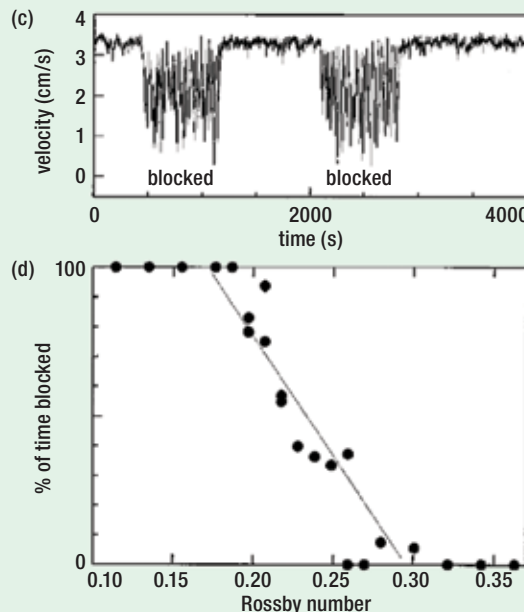 (c)
4
3
2
1
0
velocity (cm/s)
blocked
blocked
0
2000
4000
time (s)
(d)
100
0
% of time blocked
0.10
0.15
0.20
0.25
0.30
0.35
Rossby number